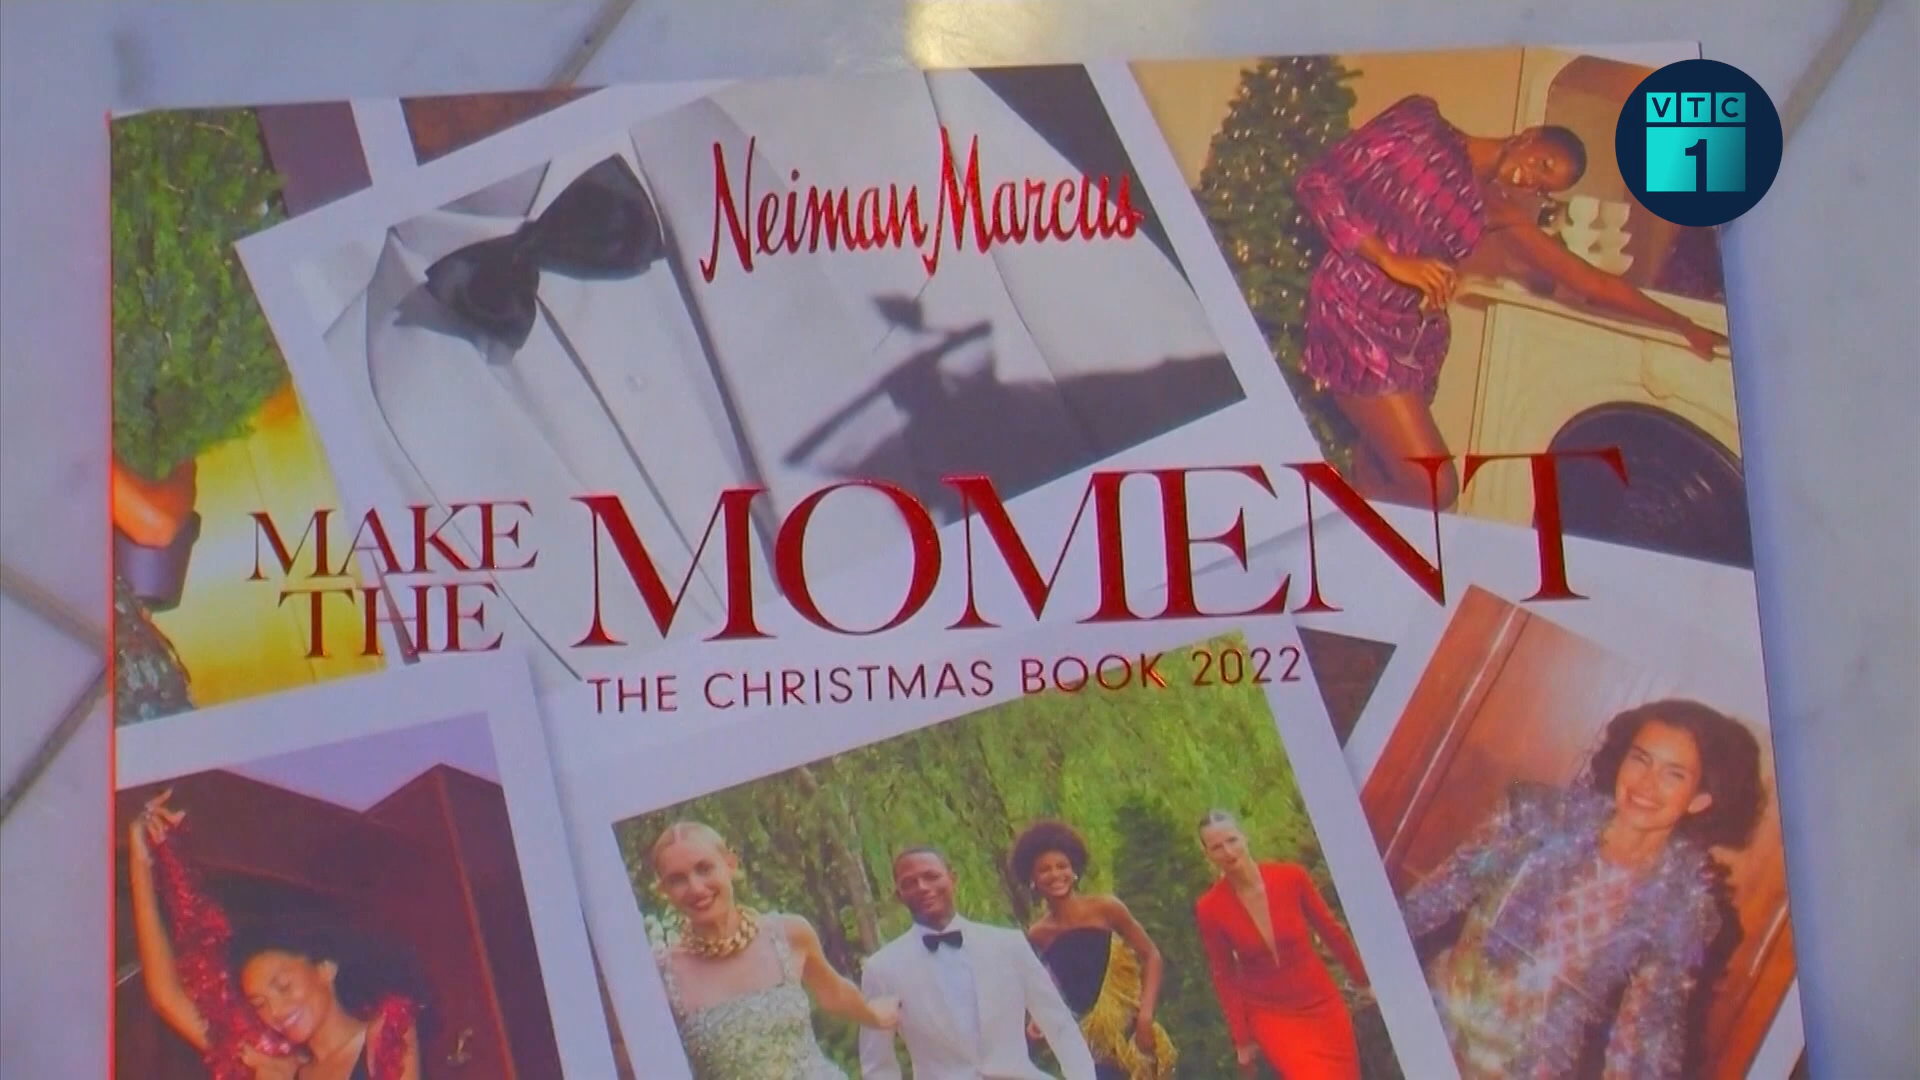 VTC
1
Neiman Marcus
MAKE
THE
MOMENT
THE CHRISTMAS BOOK 2022